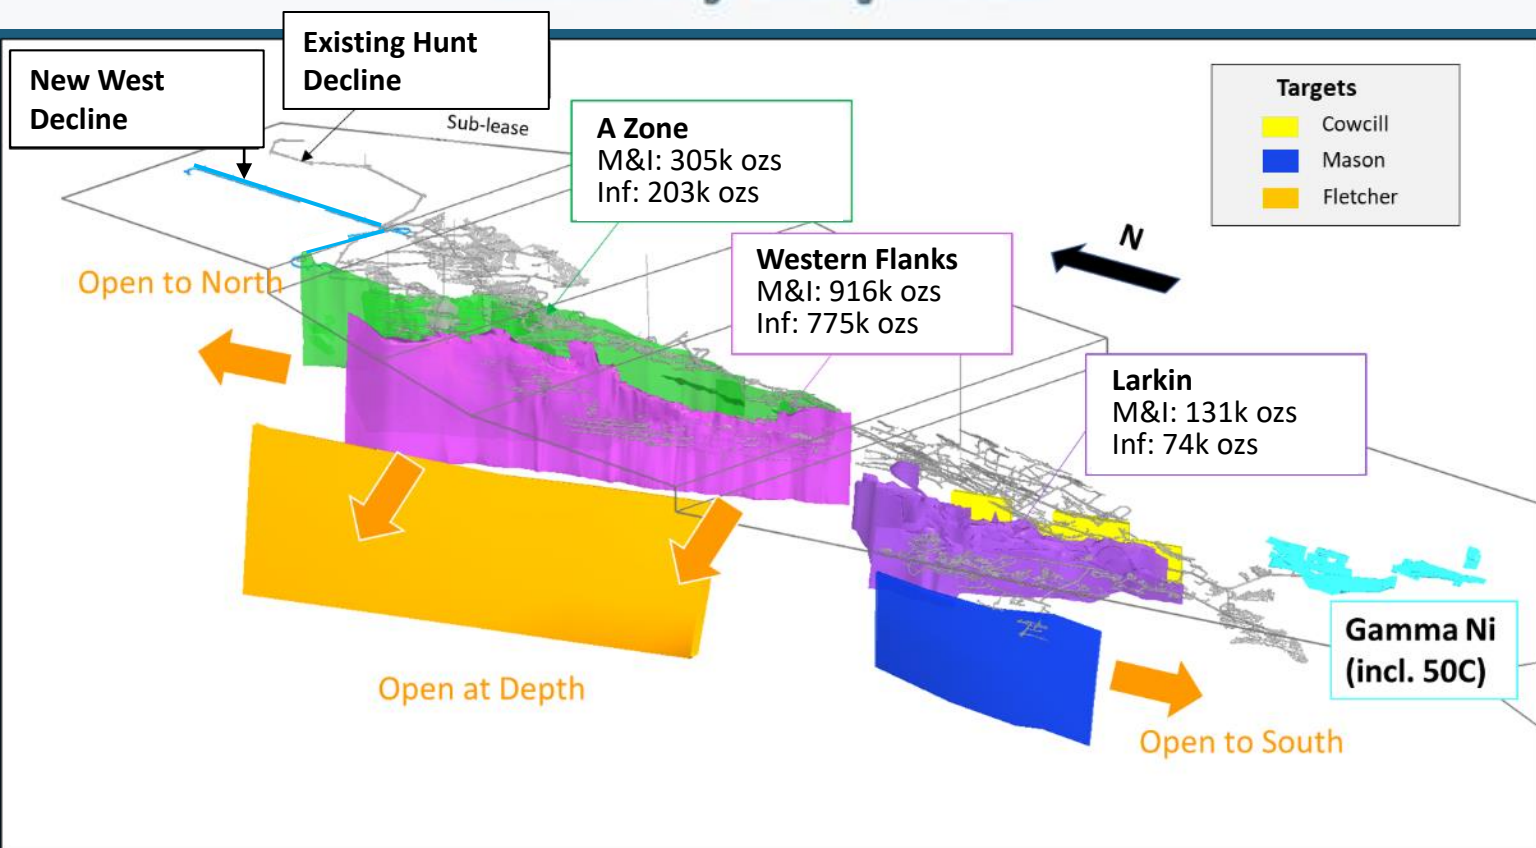 Existing Hunt
Decline
New West
Decline
Sub-lease
A Zone
M&I: 305k ozs
Inf: 203k ozs
Targets
Cowcill
Mason
Fletcher
N
Western Flanks
M&I: 916k ozs
Inf: 775k ozs
Open to North
Larkin
M&I: 131k ozs
Inf: 74k ozs
Gamma Ni
(incl. 50C)
Open at Depth
Open to South